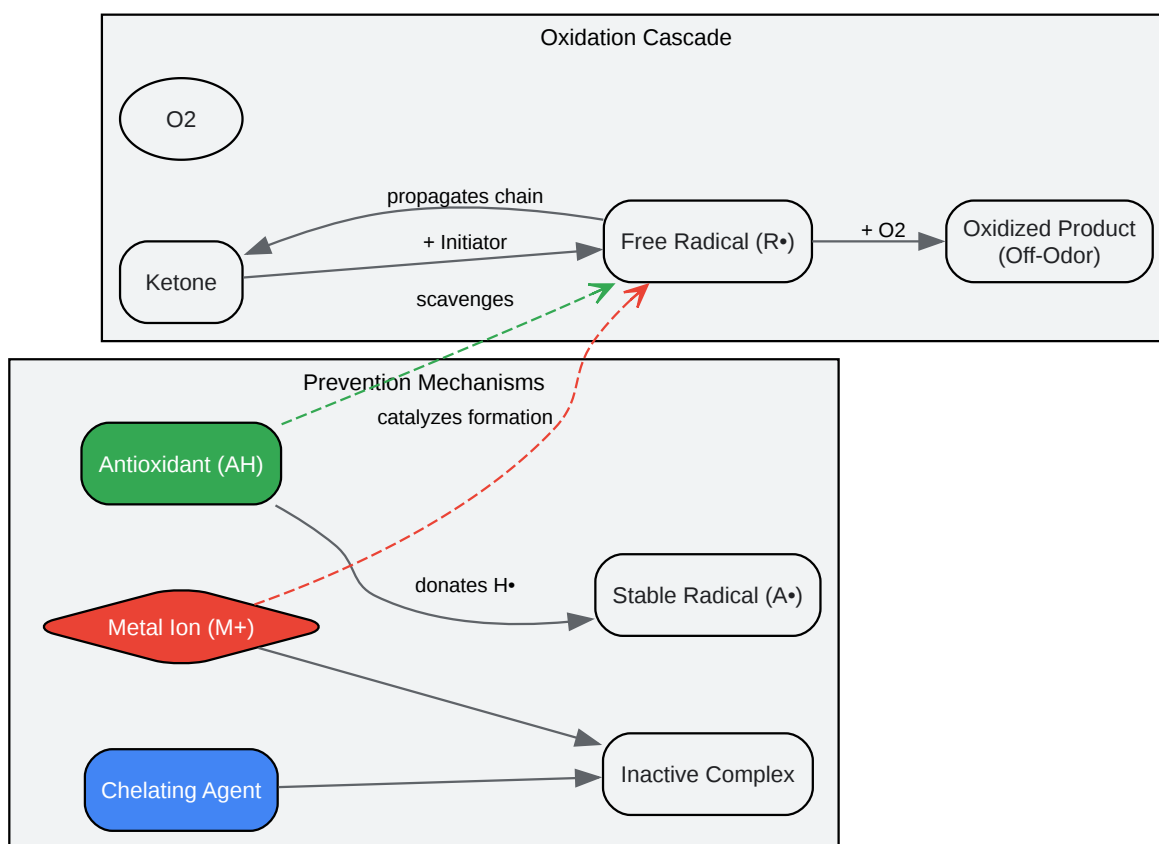 Oxidation Cascade
O2
propagates chain
+ Initiator
Ketone
Free Radical (R•)
+ O2
Oxidized Product
(Off-Odor)
scavenges
Prevention Mechanisms
catalyzes formation
Antioxidant (AH)
donates H•
Stable Radical (A•)
Metal Ion (M+)
Inactive Complex
Chelating Agent